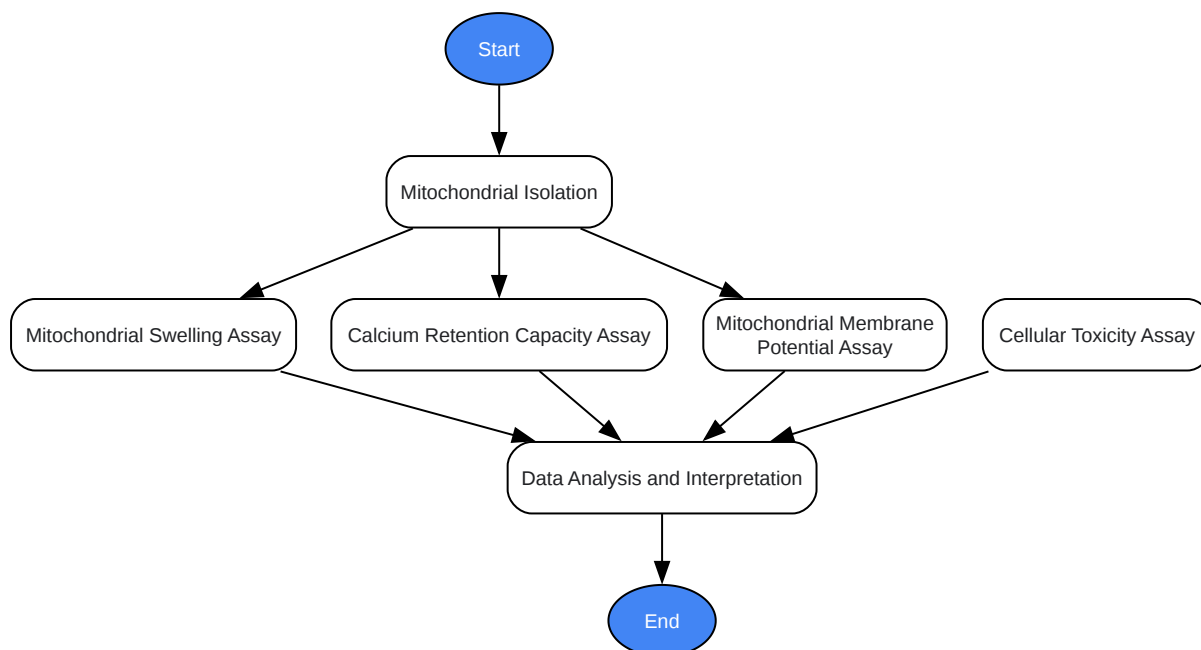 Start
Mitochondrial Isolation
Mitochondrial Swelling Assay
Calcium Retention Capacity Assay
Mitochondrial Membrane
Potential Assay
Cellular Toxicity Assay
Data Analysis and Interpretation
End